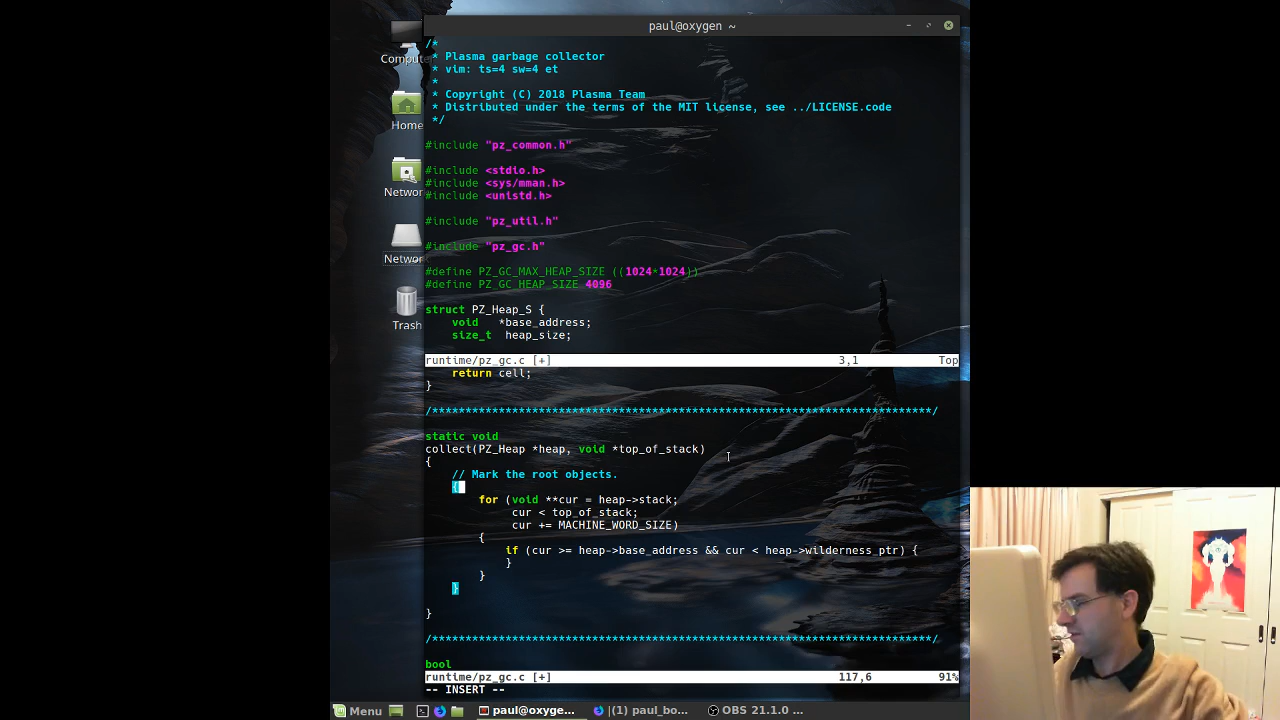 paul@oxygen ~
/*
 * Plasma garbage collector
 * vim: ts=4 sw=4 et
 *
 * Copyright (C) 2018 Plasma Team
 * Distributed under the terms of the MIT license, see ../LICENSE.code
 */
#include "pz_common.h"
#include <stdio.h>
#include <sys/mman.h>
#include <unistd.h>
#include "pz_util.h"
#include "pz_gc.h"
#define PZ_GC_MAX_HEAP_SIZE ((1024*1024))
#define PZ_GC_HEAP_SIZE 4096
struct PZ_Heap_S {
    void   *base_address;
    size_t  heap_size;
runtime/pz_gc.c [+] 3,1 Top
    return cell;
}
/***************************************************************************/
static void
collect(PZ_Heap *heap, void *top_of_stack)
{
    // Mark the root objects.
    {
        for (void **cur = heap->stack;
             cur < top_of_stack;
             cur += MACHINE_WORD_SIZE)
        {
            if (cur >= heap->base_address && cur < heap->wilderness_ptr) {
            }
        }
    }
}
/***************************************************************************/
bool
runtime/pz_gc.c [+] 117,6 91%
-- INSERT --
Comput
Home
Networ
Networ
Trash
Menu
paul@oxyge...
|(1) paul_bo...
OBS 21.1.0 ...